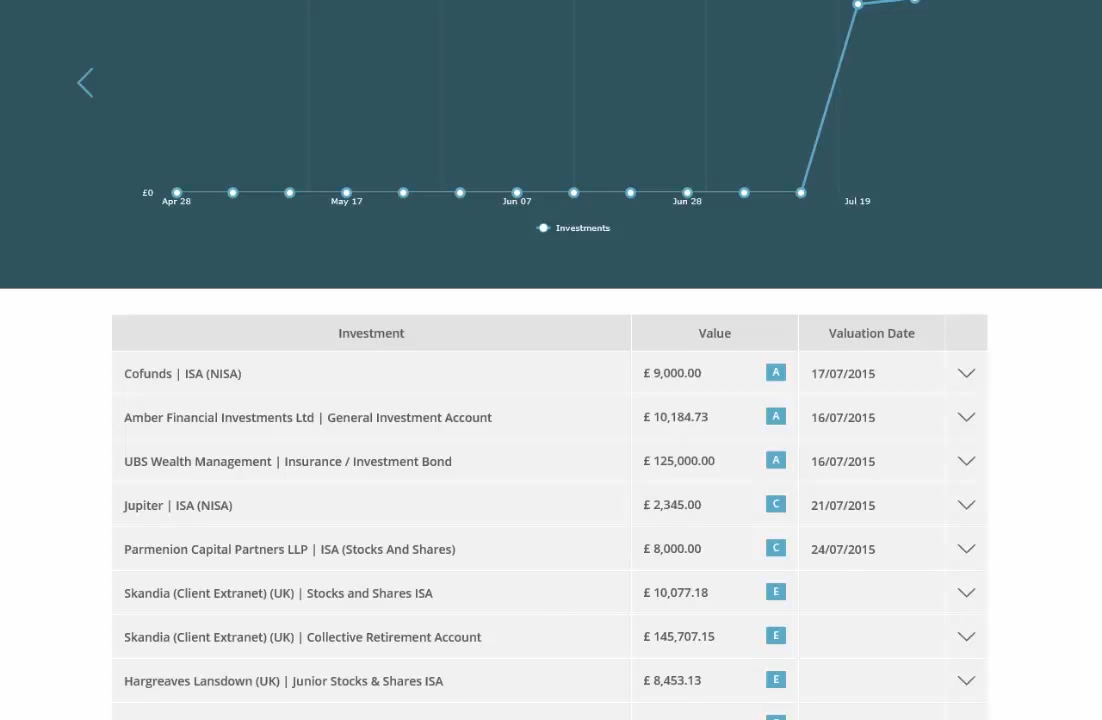 £0
Apr 28 May 17 Jun 07 Jun 28 Jul 19
Investments
Investment Value Valuation Date
Cofunds | ISA (NISA) £ 9,000.00 A 17/07/2015
Amber Financial Investments Ltd | General Investment Account £ 10,184.73 A 16/07/2015
UBS Wealth Management | Insurance / Investment Bond £ 125,000.00 A 16/07/2015
Jupiter | ISA (NISA) £ 2,345.00 C 21/07/2015
Parmenion Capital Partners LLP | ISA (Stocks And Shares) £ 8,000.00 C 24/07/2015
Skandia (Client Extranet) (UK) | Stocks and Shares ISA £ 10,077.18 E
Skandia (Client Extranet) (UK) | Collective Retirement Account £ 145,707.15 E
Hargreaves Lansdown (UK) | Junior Stocks & Shares ISA £ 8,453.13 E